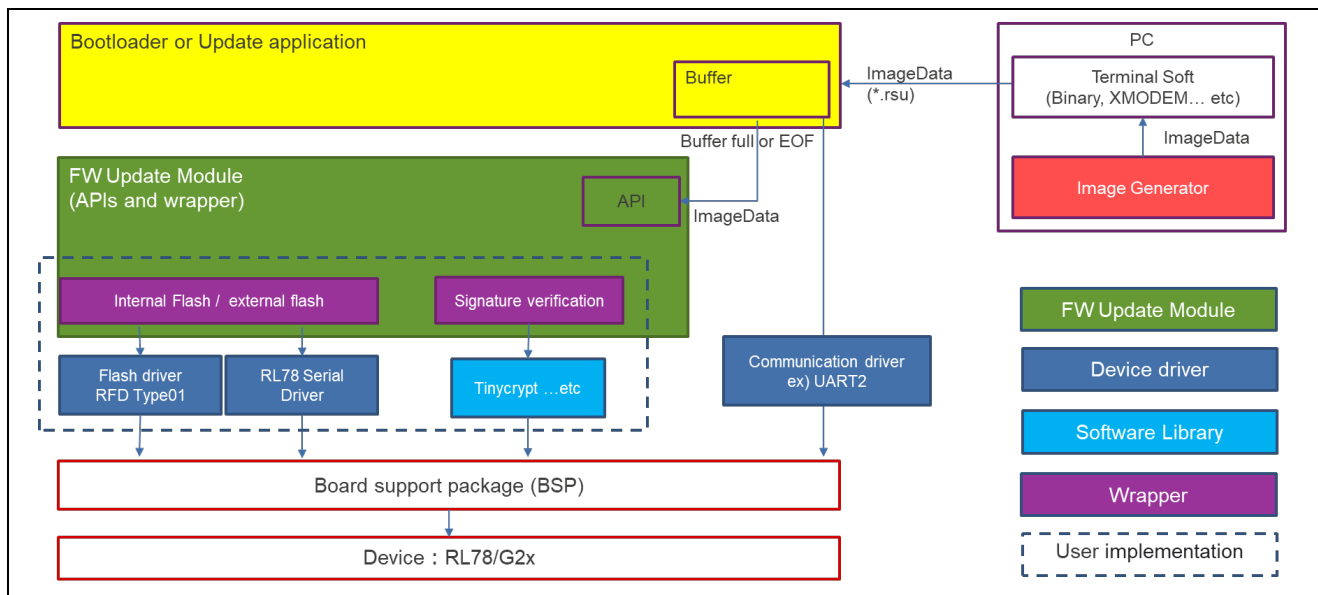 Bootloader or Update application
Buffer
ImageData
(*.rsu)
PC
Terminal Soft
(Binary, XMODEM… etc)
ImageData
Image Generator
Buffer full or EOF
FW Update Module
(APIs and wrapper)
API
ImageData
Internal Flash / external flash
Signature verification
Flash driver
RFD Type01
RL78 Serial
Driver
Tinycrypt …etc
Communication driver
ex) UART2
Board support package (BSP)
Device：RL78/G2x
FW Update Module
Device driver
Software Library
Wrapper
User implementation